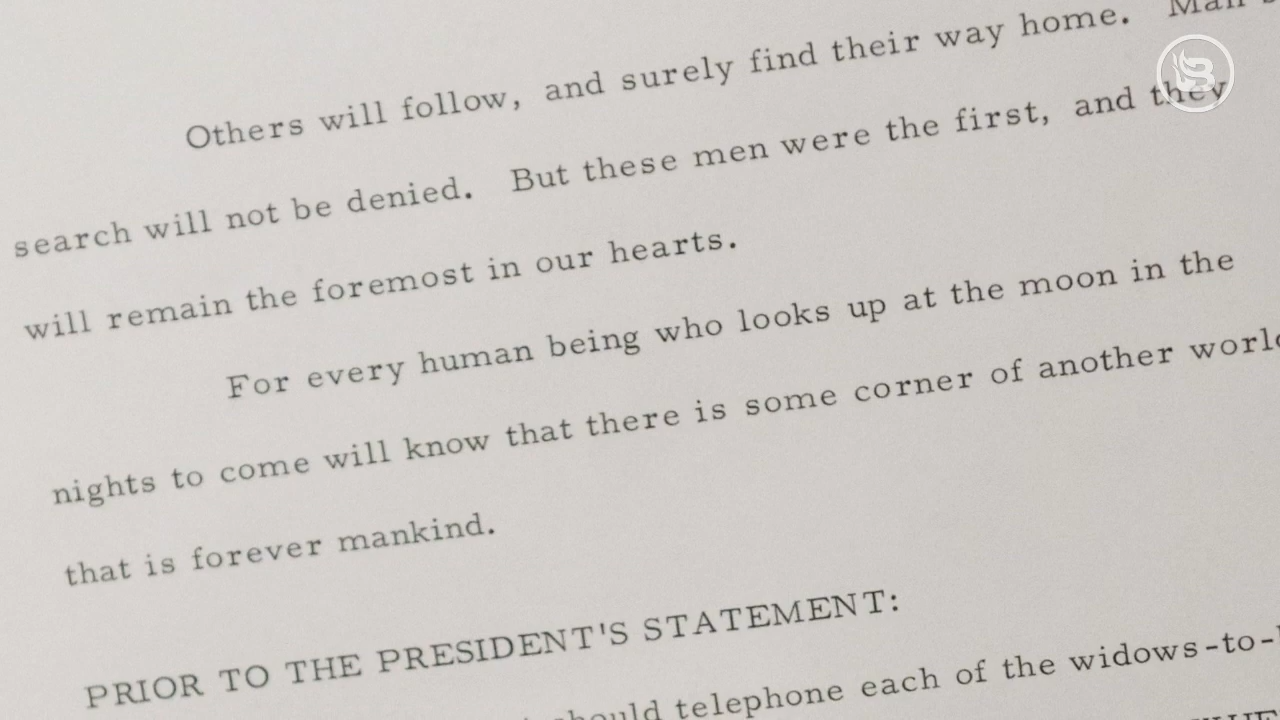 Others will follow, and surely find their way home. Man's
search will not be denied. But these men were the first, and they
will remain the foremost in our hearts.
For every human being who looks up at the moon in the
nights to come will know that there is some corner of another world
that is forever mankind.
PRIOR TO THE PRESIDENT'S STATEMENT:
should telephone each of the widows-to-